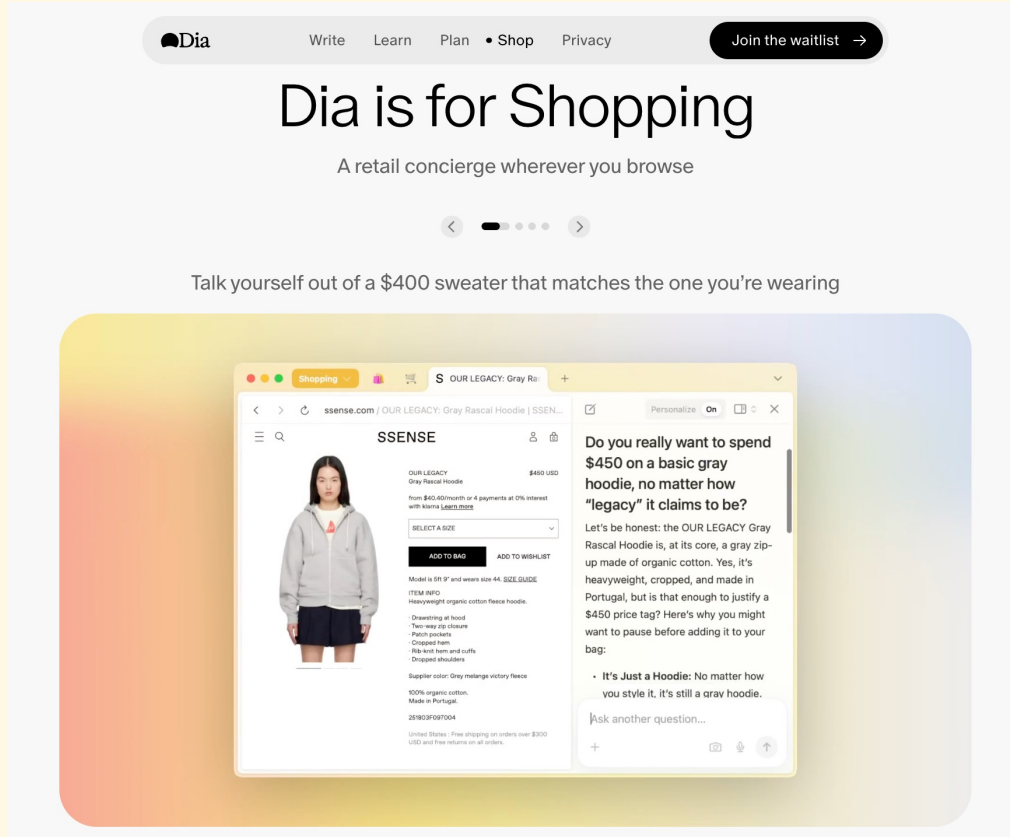 Dia
Write Learn Plan • Shop Privacy
Join the waitlist →
Dia is for Shopping
A retail concierge wherever you browse
Talk yourself out of a $400 sweater that matches the one you're wearing
Shopping
S OUR LEGACY: Gray Ra
ssense.com / OUR LEGACY: Gray Rascal Hoodie | SSEN...
Personalize On
SSENSE
OUR LEGACY $450 USD
Gray Rascal Hoodie
from $40.40/month or 4 payments at 0% interest
with klarna Learn more
SELECT A SIZE
ADD TO BAG ADD TO WISHLIST
Model is 5ft 9" and wears size 44. SIZE GUIDE
ITEM INFO
Heavyweight organic cotton fleece hoodie.
· Drawstring at hood
· Two-way zip closure
· Patch pockets
· Cropped hem
· Rib-knit hem and cuffs
· Dropped shoulders
Supplier color: Grey melange victory fleece
100% organic cotton.
Made in Portugal.
251803F097004
United States : Free shipping on orders over $300
USD and free returns on all orders.
Do you really want to spend
$450 on a basic gray
hoodie, no matter how
“legacy” it claims to be?
Let's be honest: the OUR LEGACY Gray
Rascal Hoodie is, at its core, a gray zip-
up made of organic cotton. Yes, it's
heavyweight, cropped, and made in
Portugal, but is that enough to justify a
$450 price tag? Here's why you might
want to pause before adding it to your
bag:
• It's Just a Hoodie: No matter how
you style it, it's still a gray hoodie.
Ask another question...